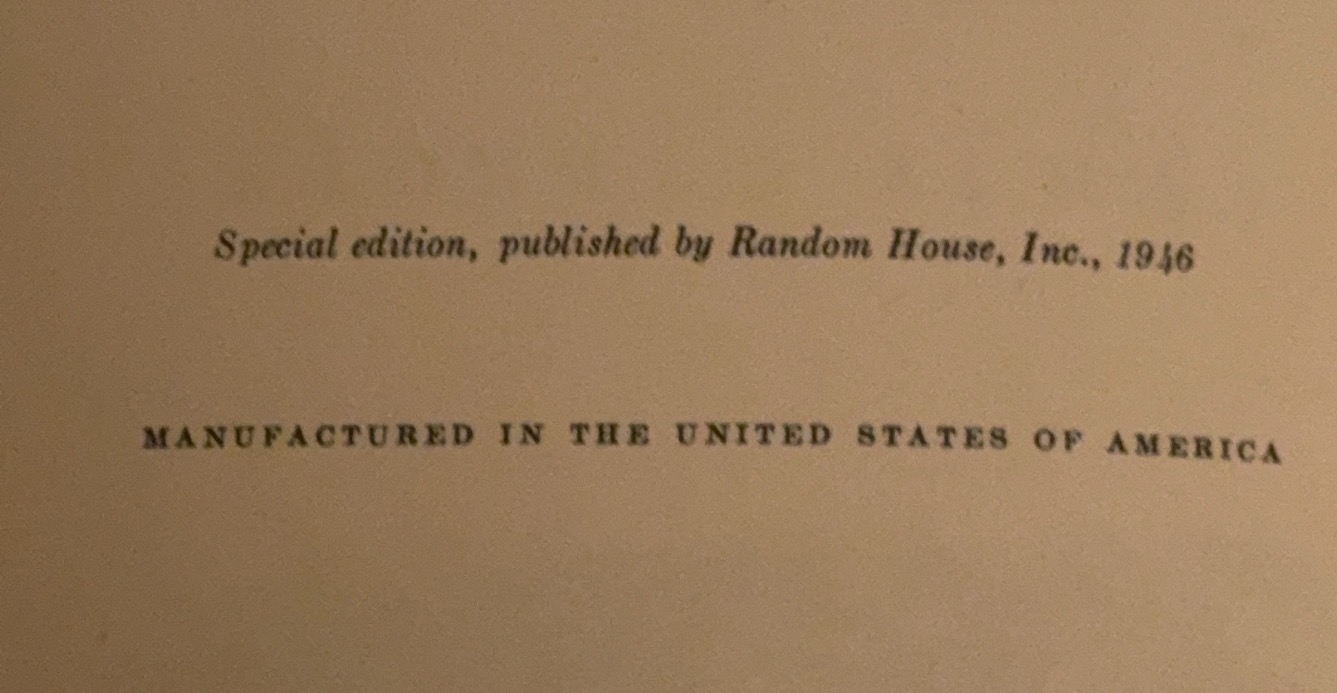 Special edition, published by Random House, Inc., 1946
MANUFACTURED IN THE UNITED STATES OF AMERICA